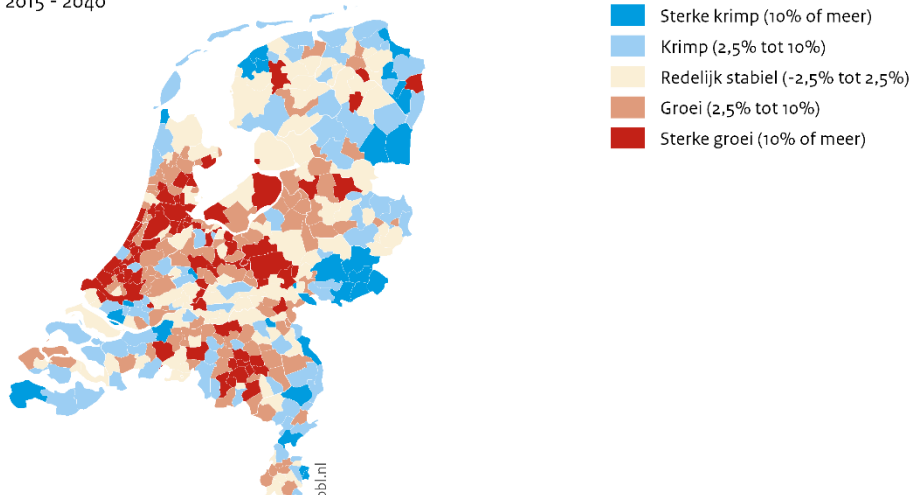 2015 - 2040
Sterke krimp (10% of meer)
Krimp (2,5% tot 10%)
Redelijk stabiel (-2,5% tot 2,5%)
Groei (2,5% tot 10%)
Sterke groei (10% of meer)
pbl.nl